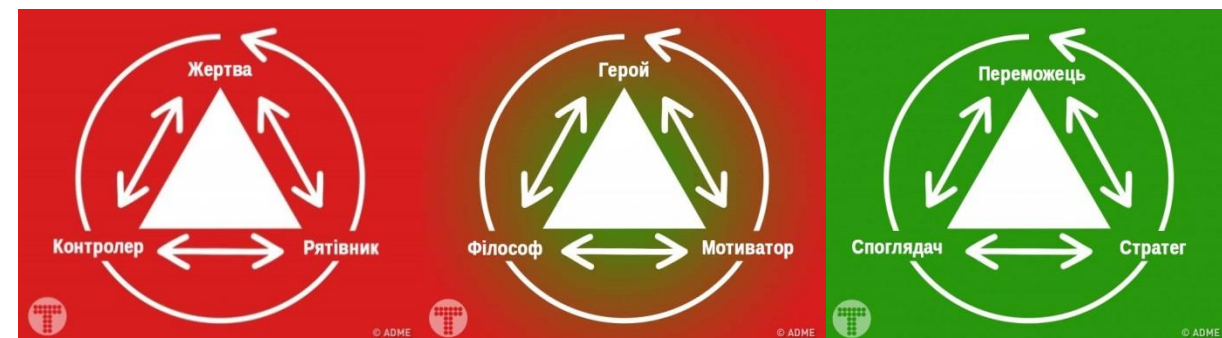 Жертва
Контролер
Рятівник
T
© ADME
Герой
Філософ
Мотиватор
T
© ADME
Переможець
Споглядач
Стратег
T
© ADME